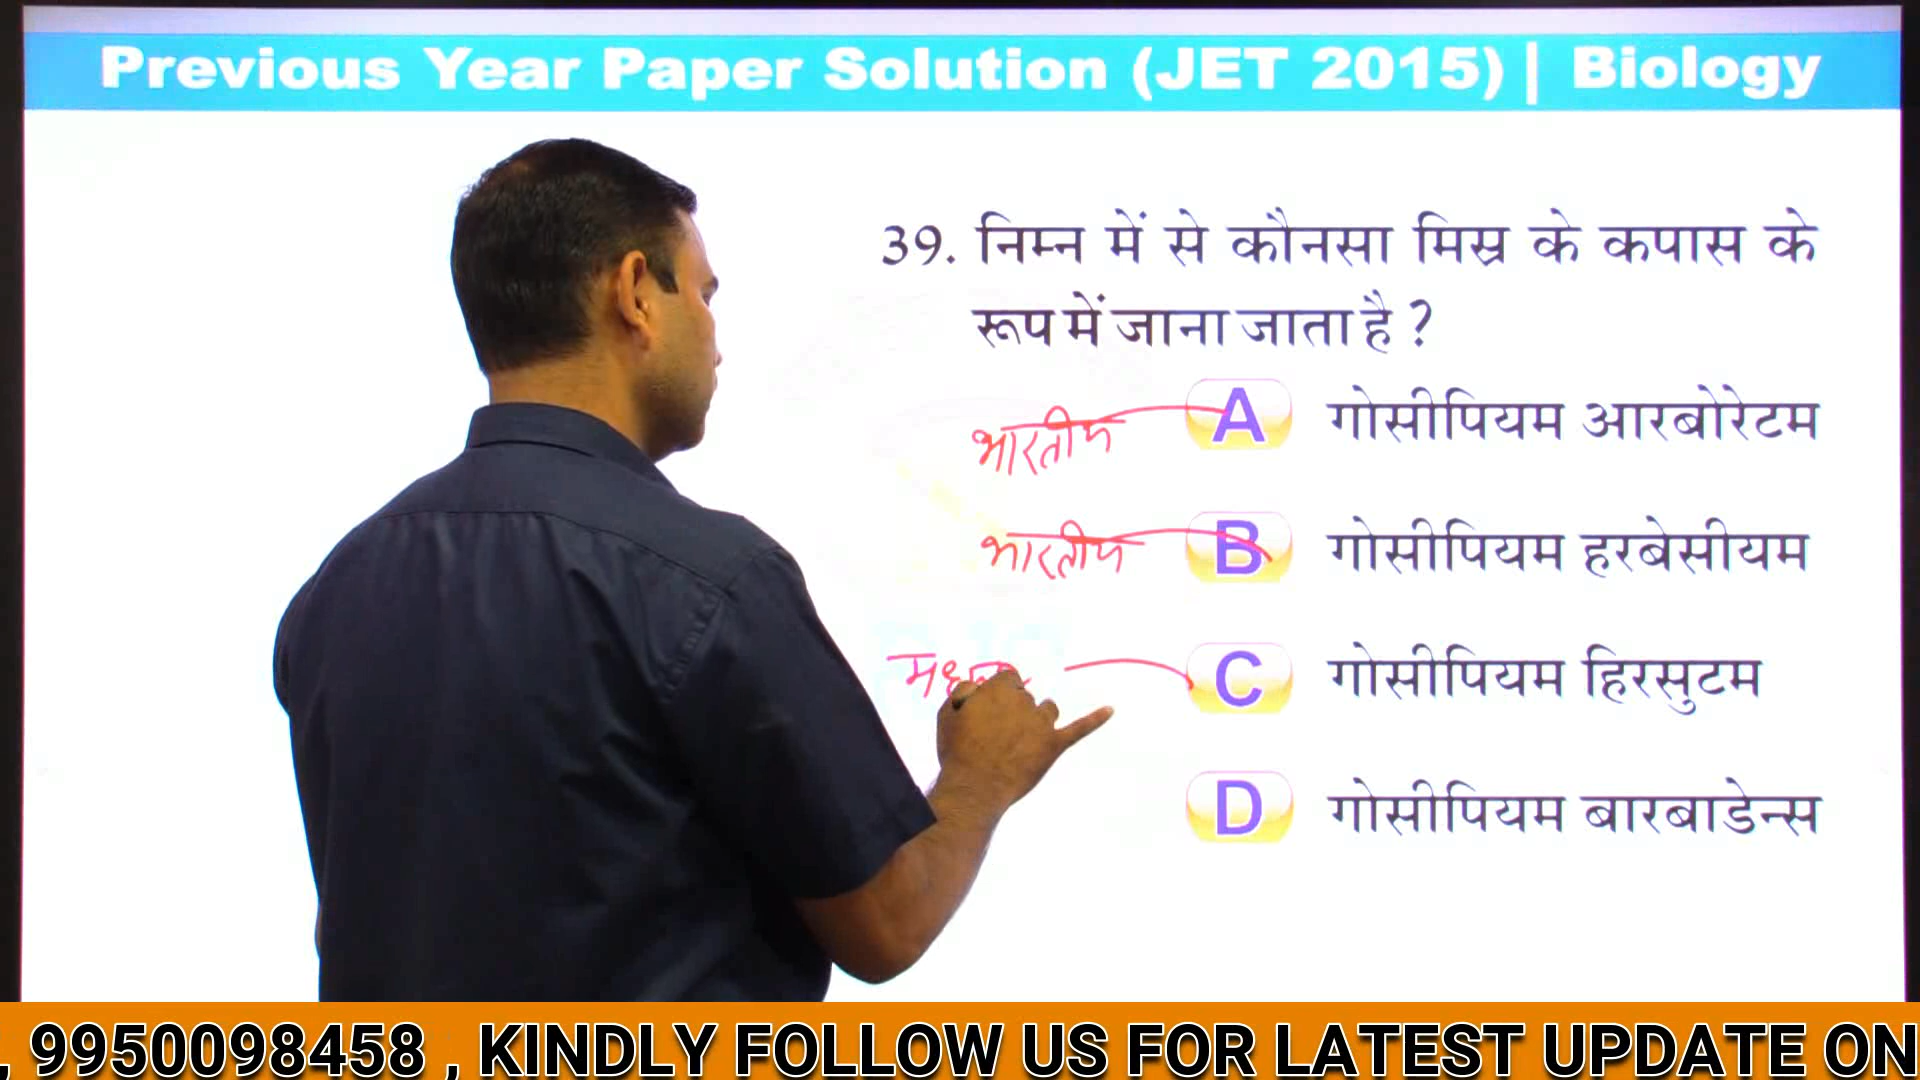 Previous Year Paper Solution (JET 2015) | Biology
39. निम्न में से कौनसा मिस्र के कपास के
रूप में जाना जाता है ?
भारतीय A गोसीपियम आरबोरेटम
भारतीय B गोसीपियम हरबेसीयम
C गोसीपियम हिरसुटम
D गोसीपियम बारबाडेन्स
, 9950098458 , KINDLY FOLLOW US FOR LATEST UPDATE ON